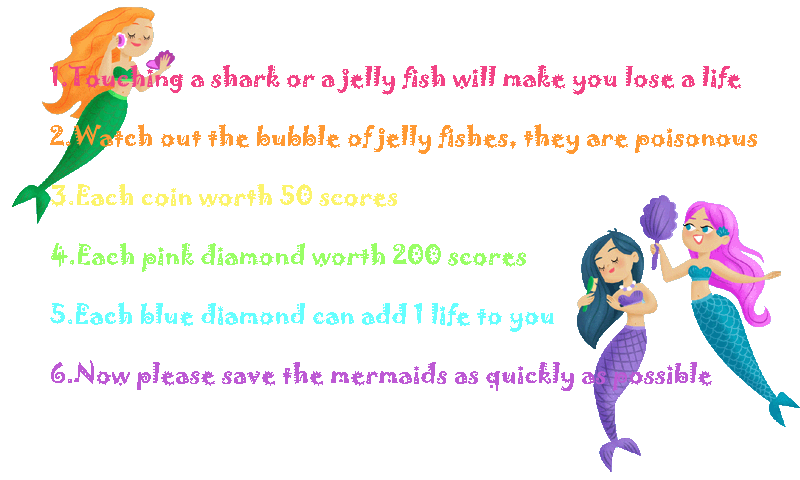 1.Touching a shark or a jelly fish will make you lose a life
2.Watch out the bubble of jelly fishes, they are poisonous
3.Each coin worth 50 scores
4.Each pink diamond worth 200 scores
5.Each blue diamond can add 1 life to you
6.Now please save the mermaids as quickly as possible